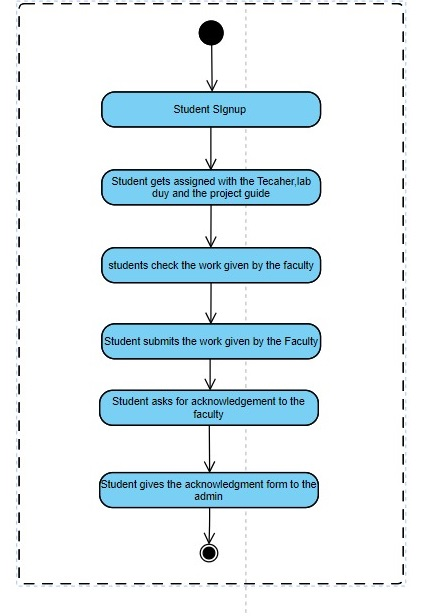 Student SIgnup
Student gets assigned with the Tecaher,lab
duy and the project guide
students check the work given by the faculty
Student submits the work given by the Faculty
Student asks for acknowledgement to the
faculty
Student gives the acknowledgment form to the
admin